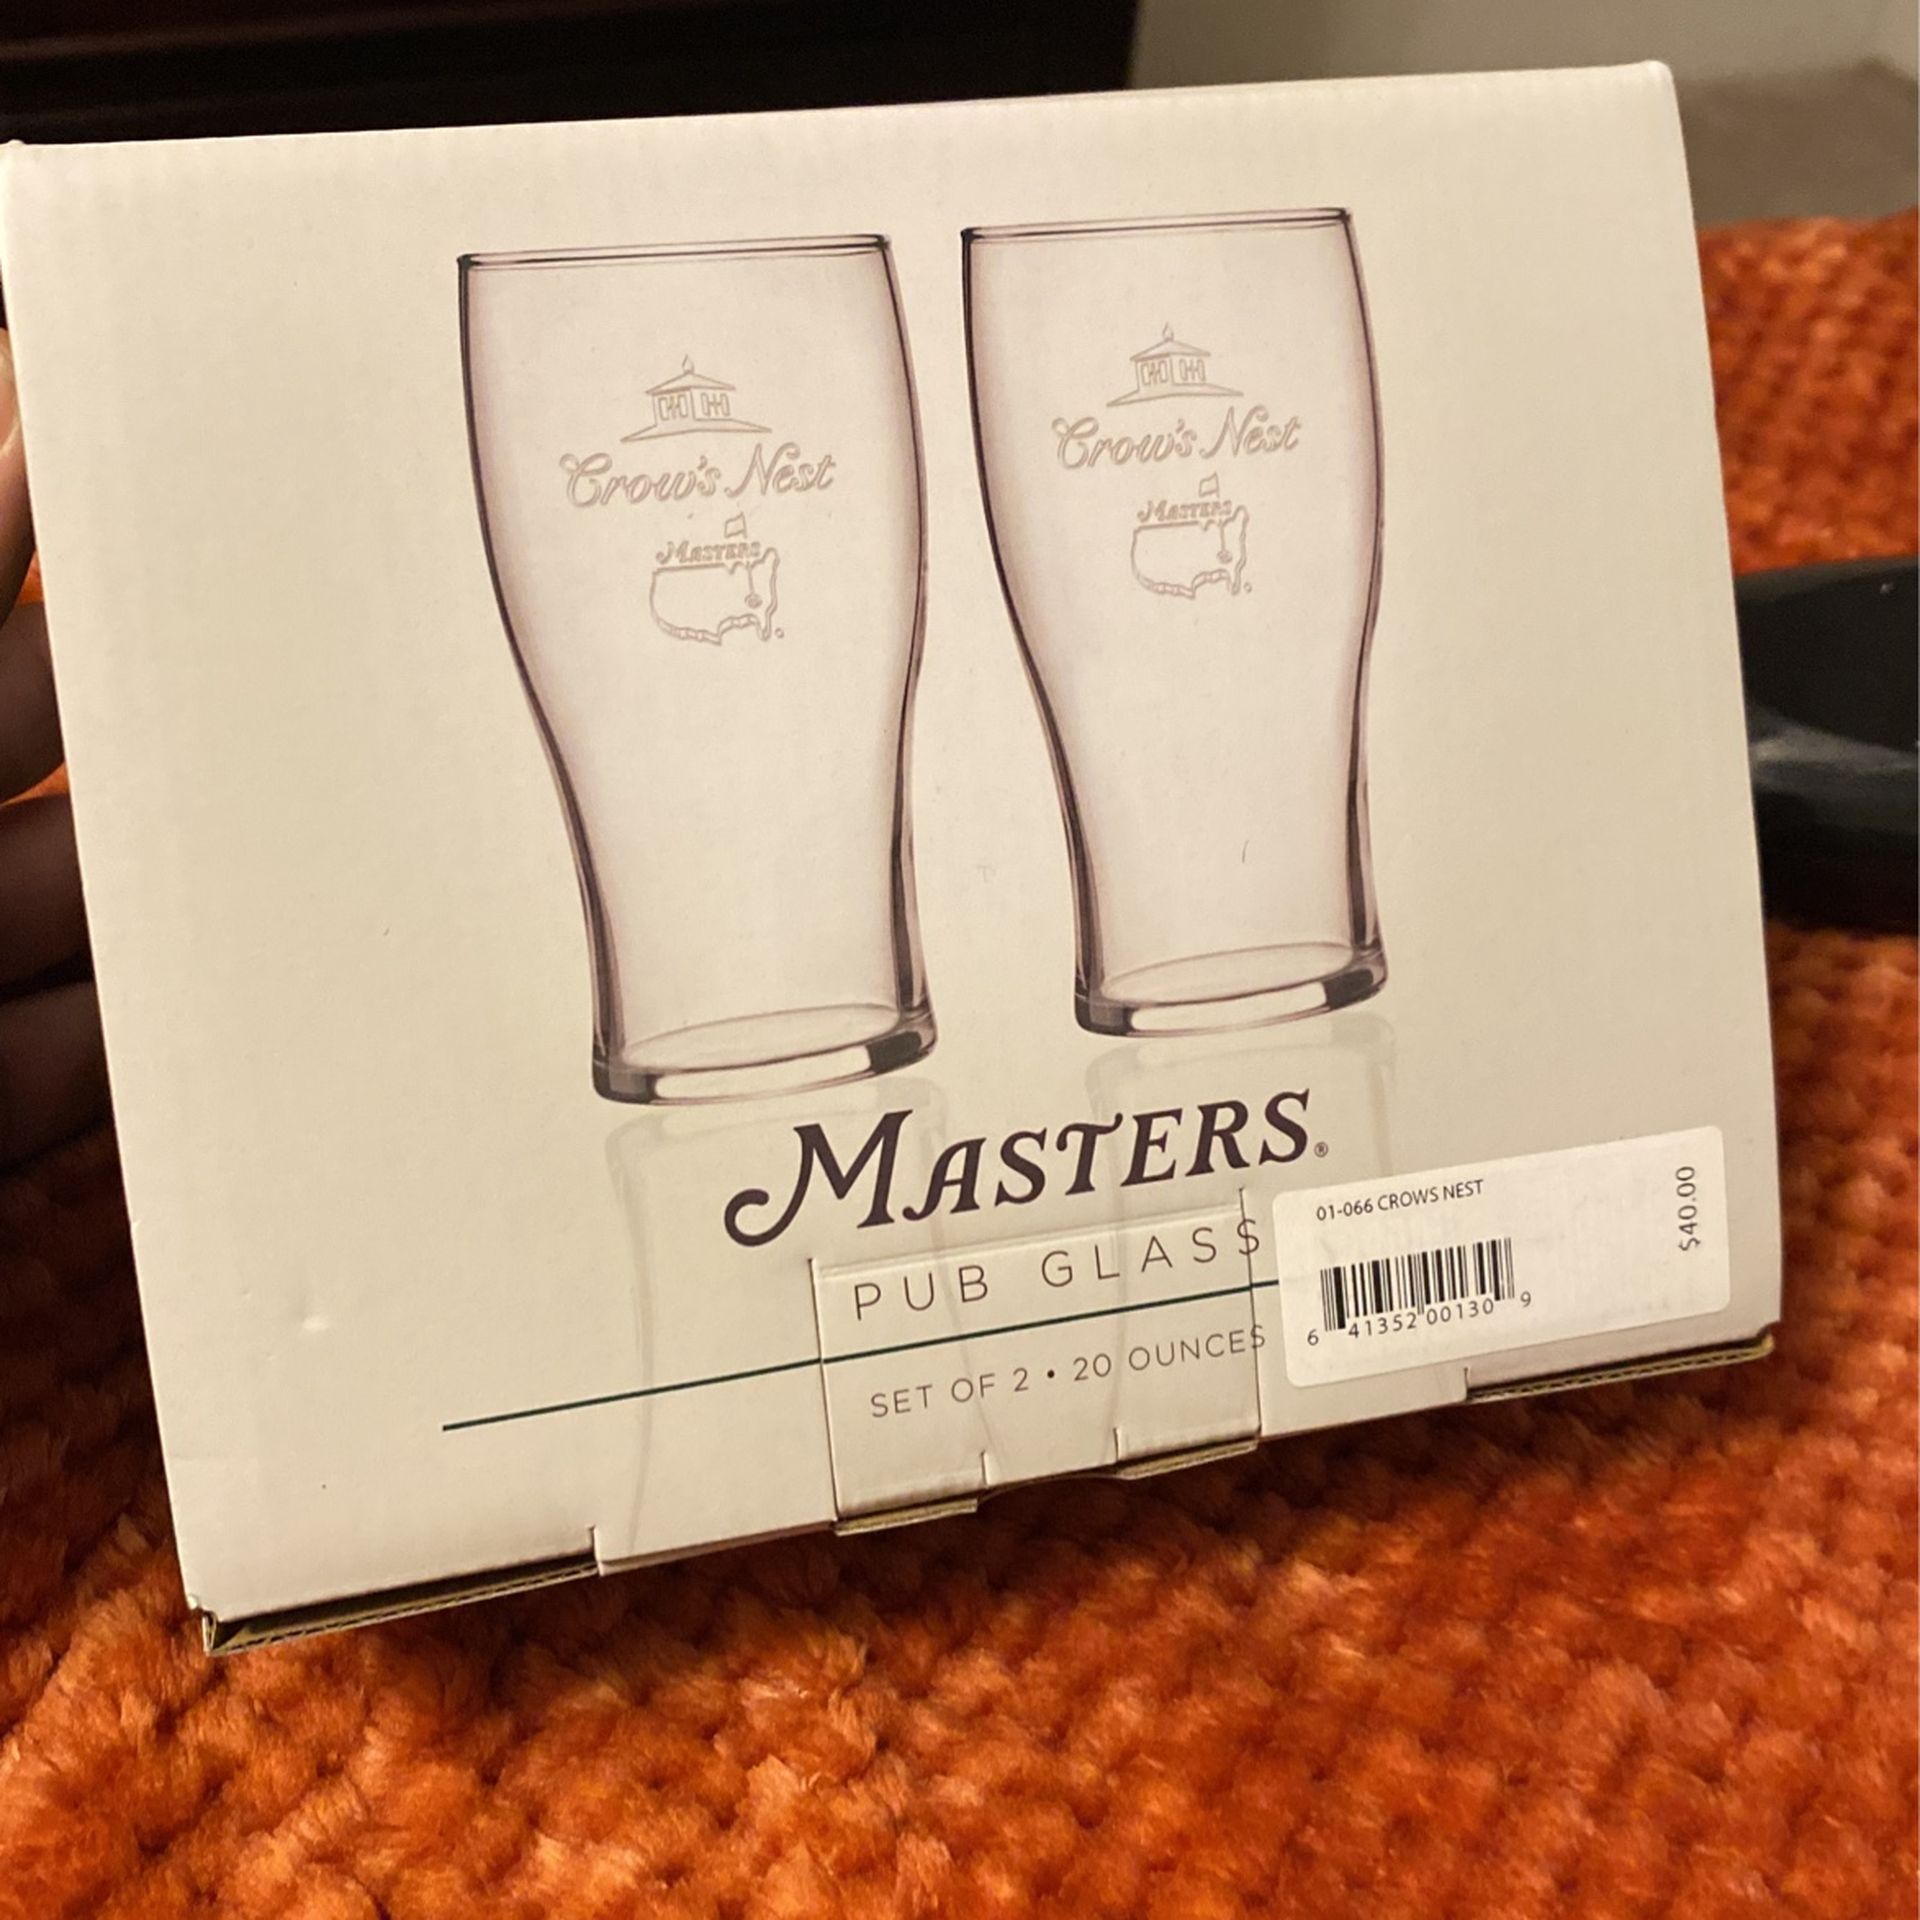 Crow's Nest
MASTERS
Crow's Nest
MASTERS
MASTERS®
PUB GLASS
SET OF 2 • 20 OUNCES
01-066 CROWS NEST
$40.00
6 41352 00130 9